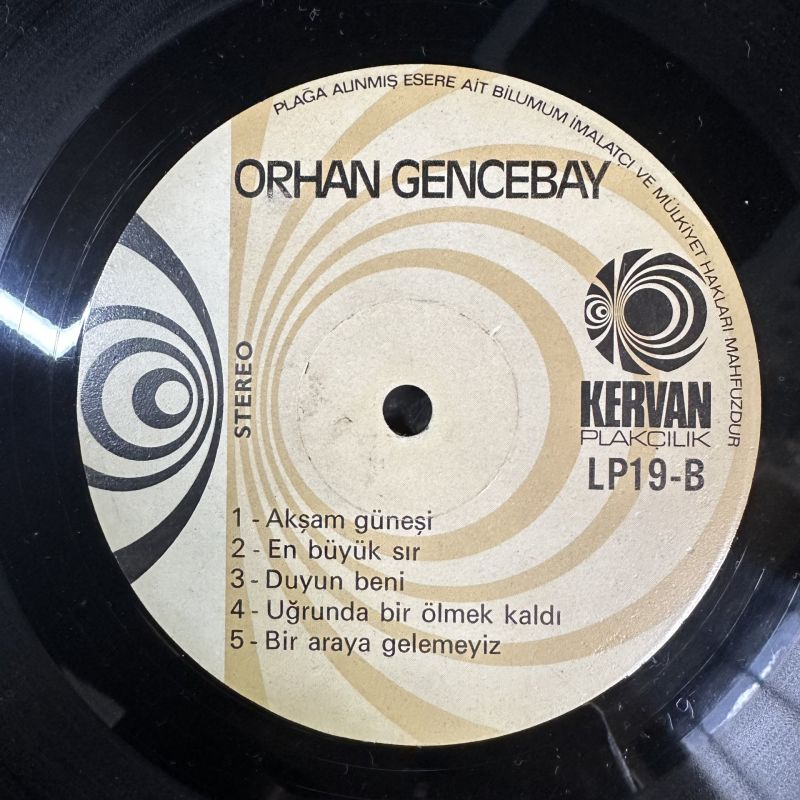 PLAĞA ALINMIŞ ESERE AİT BİLUMUM İMALATÇI VE MÜLKİYET HAKLARI MAHFUZDUR
ORHAN GENCEBAY
STEREO
KERVAN
PLAKÇILIK
LP19-B
1 - Akşam güneşi
2 - En büyük sır
3 - Duyun beni
4 - Uğrunda bir ölmek kaldı
5 - Bir araya gelemeyiz